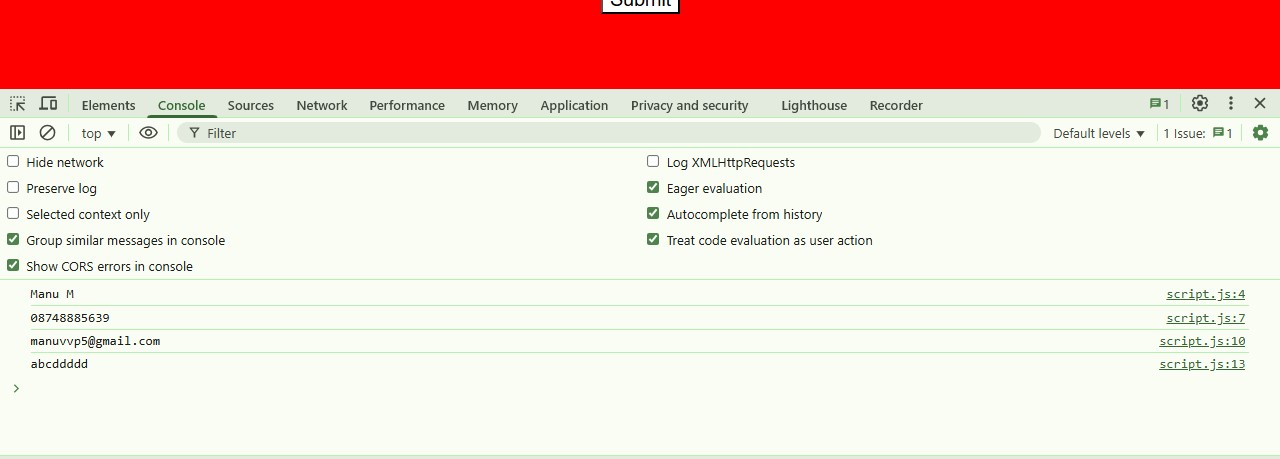 Submit
Elements Console Sources Network Performance Memory Application Privacy and security Lighthouse Recorder 1
top Filter Default levels 1 Issue: 1
Hide network Log XMLHttpRequests
Preserve log Eager evaluation
Selected context only Autocomplete from history
Group similar messages in console Treat code evaluation as user action
Show CORS errors in console
Manu M script.js:4
08748885639 script.js:7
manuvvp5@gmail.com script.js:10
abcddddd script.js:13